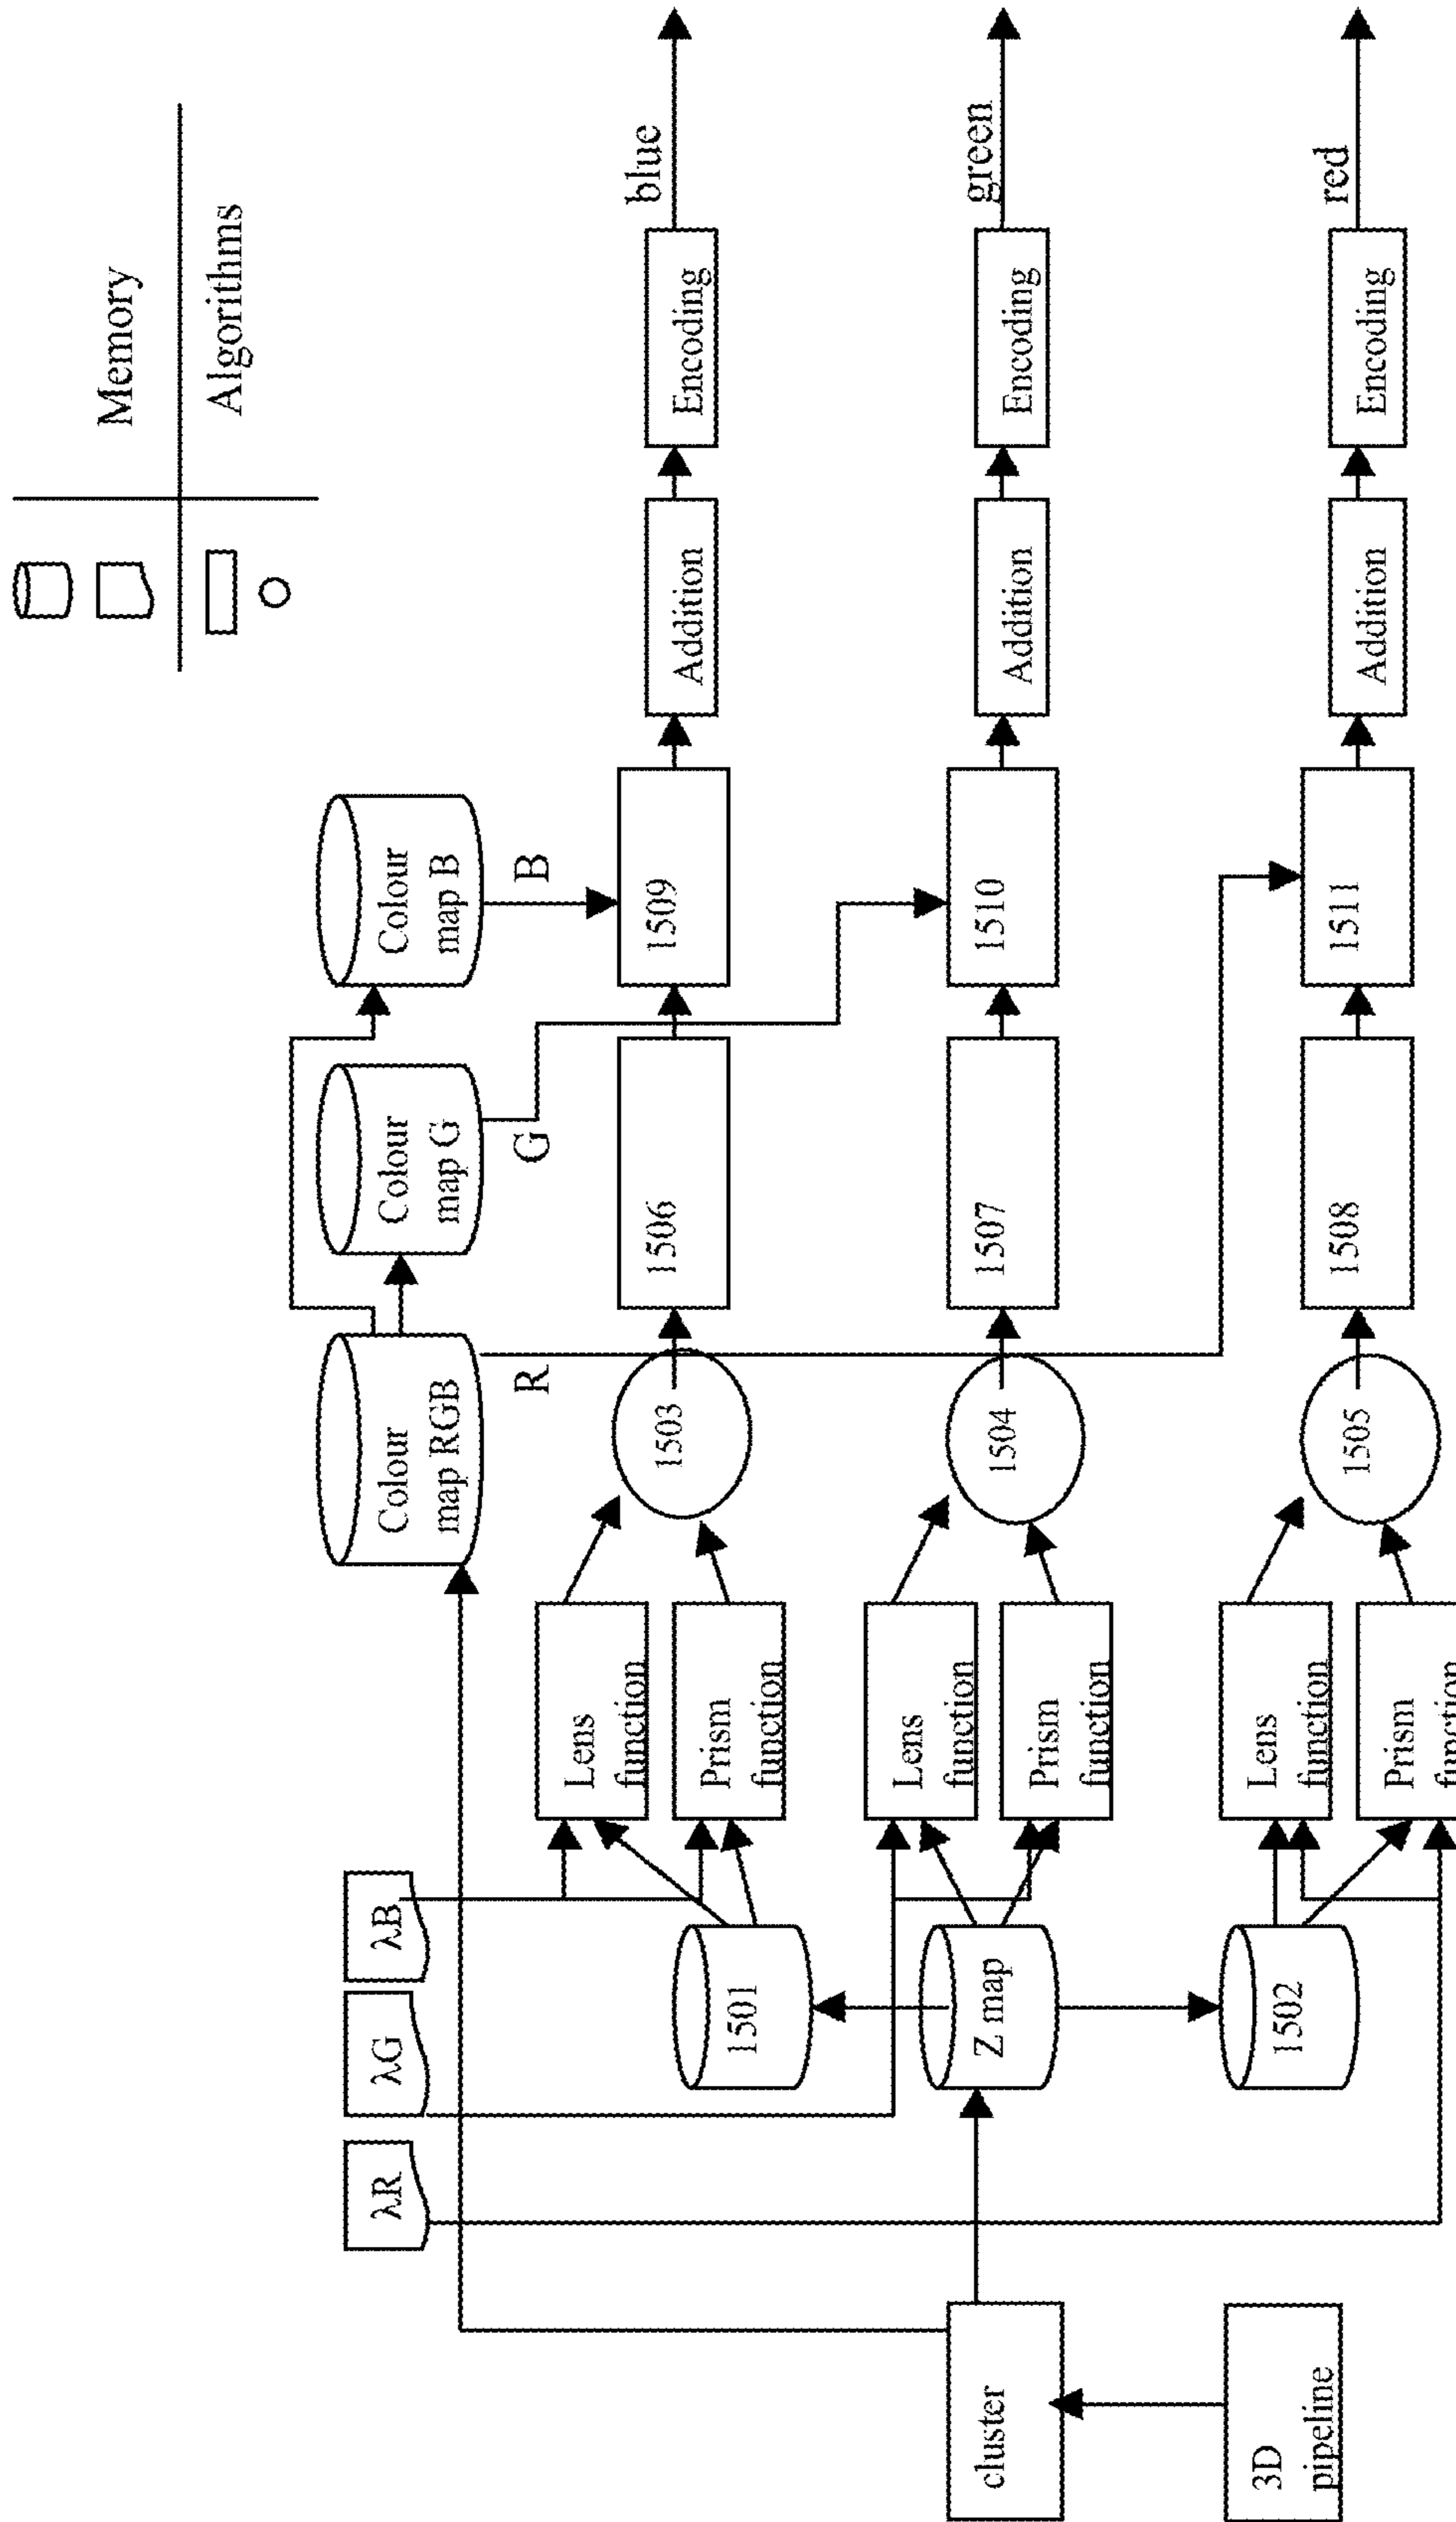 Memory
Algorithms
λR
λG
λB
Colour
map RGB
Colour
map G
Colour
map B
R
G
B
1501
Lens
function
Prism
function
1503
1506
1509
Addition
Encoding
blue
cluster
Z map
Lens
function
Prism
function
1504
1507
1510
Addition
Encoding
green
3D
pipeline
1502
Lens
function
Prism
function
1505
1508
1511
Addition
Encoding
red